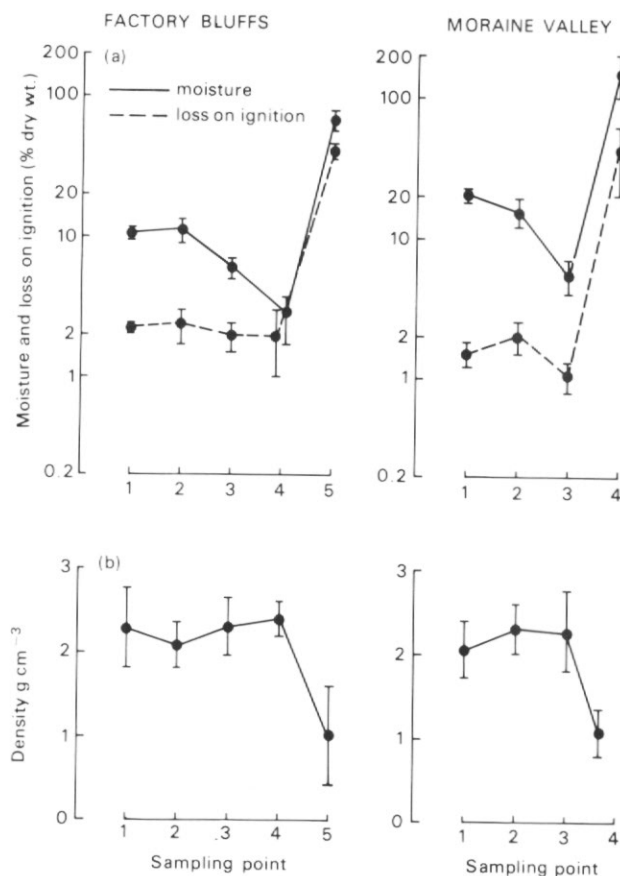 FACTORY BLUFFS
MORAINE VALLEY
(a)
moisture
loss on ignition
Moisture and loss on ignition (% dry wt.)
200
100
20
10
2
1
0.2
1 2 3 4 5
200
100
20
10
2
1
0.2
1 2 3 4
(b)
Density g cm⁻³
3
2
1
0
1 2 3 4 5
Sampling point
3
2
1
0
1 2 3 4
Sampling point